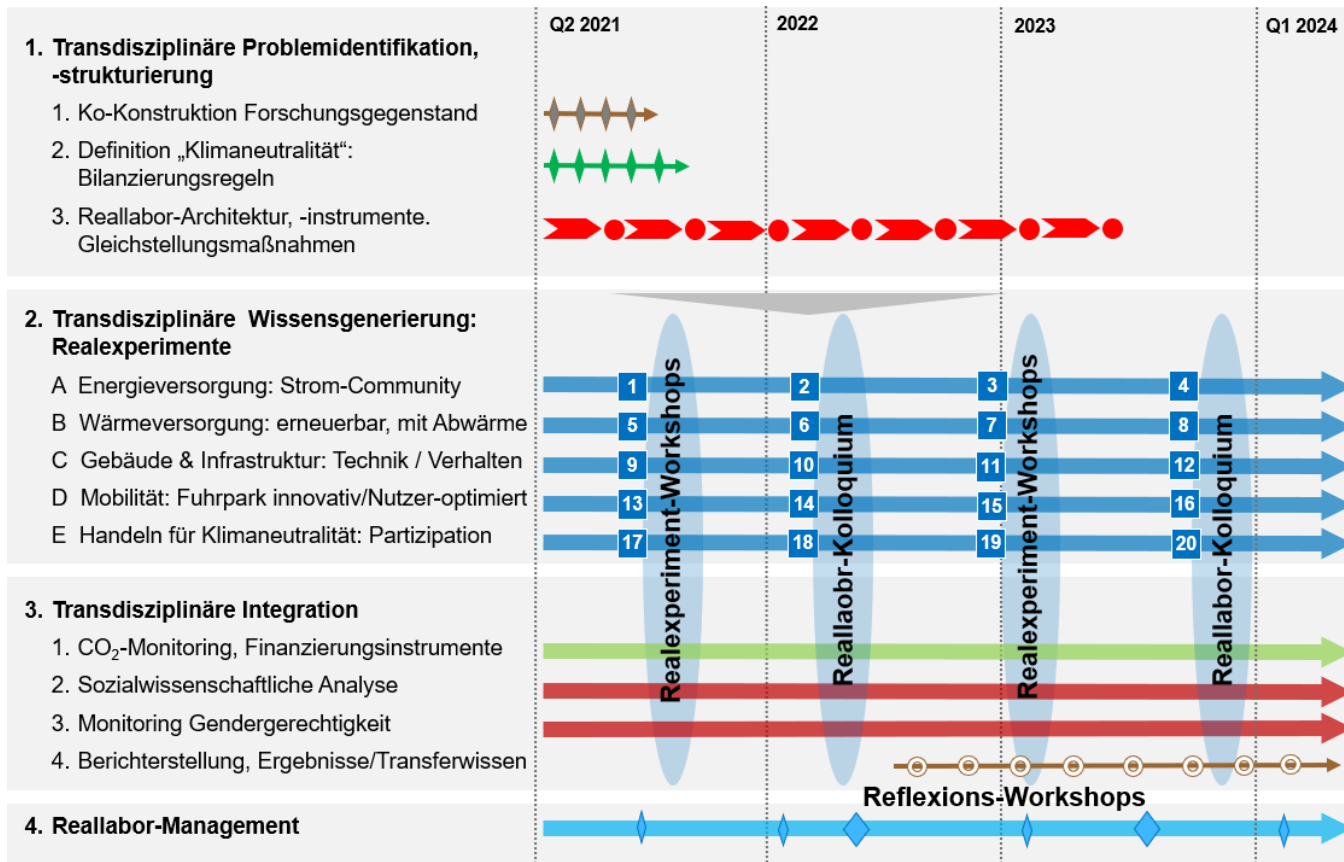 Q2 2021
2022
2023
Q1 2024
1. Transdisziplinäre Problemidentifikation,
-strukturierung
1. Ko-Konstruktion Forschungsgegenstand
2. Definition „Klimaneutralität“:
Bilanzierungsregeln
3. Reallabor-Architektur, -instrumente.
Gleichstellungsmaßnahmen
2. Transdisziplinäre Wissensgenerierung:
Realexperimente
A Energieversorgung: Strom-Community
1
2
3
4
B Wärmeversorgung: erneuerbar, mit Abwärme
5
6
7
8
C Gebäude & Infrastruktur: Technik / Verhalten
9
10
11
12
D Mobilität: Fuhrpark innovativ/Nutzer-optimiert
13
14
15
16
E Handeln für Klimaneutralität: Partizipation
17
18
19
20
Realexperiment-Workshops
Reallaobr-Kolloquium
Realexperiment-Workshops
Reallabor-Kolloquium
3. Transdisziplinäre Integration
1. CO₂-Monitoring, Finanzierungsinstrumente
2. Sozialwissenschaftliche Analyse
3. Monitoring Gendergerechtigkeit
4. Berichterstellung, Ergebnisse/Transferwissen
Reflexions-Workshops
4. Reallabor-Management